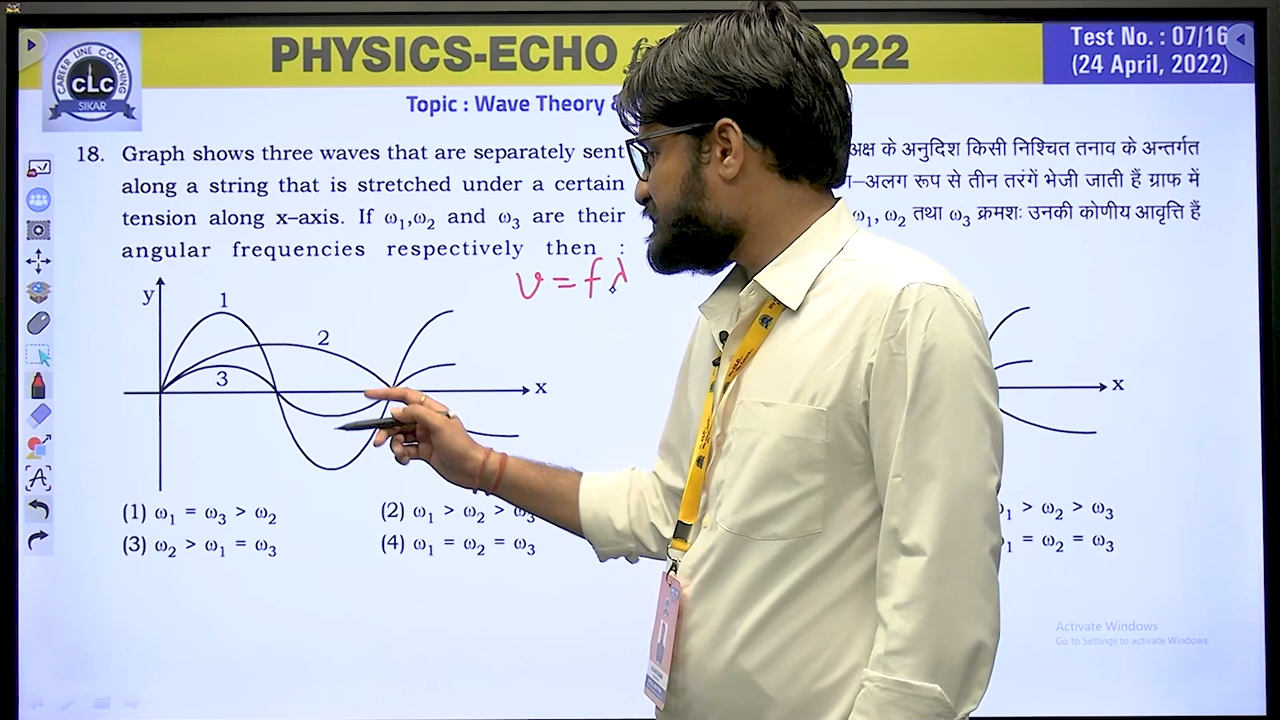 PHYSICS-ECHO
022
Test No. : 07/16
(24 April, 2022)
CAREER LINE COACHING
CLC
SIKAR
Topic : Wave Theory &
18. Graph shows three waves that are separately sent
along a string that is stretched under a certain
tension along x–axis. If ω₁,ω₂ and ω₃ are their
angular frequencies respectively then :
अक्ष के अनुदिश किसी निश्चित तनाव के अन्तर्गत
–अलग रूप से तीन तरंगें भेजी जाती हैं ग्राफ में
ω₁, ω₂ तथा ω₃ क्रमशः उनकी कोणीय आवृत्ति हैं
v = fλ
y
1
2
3
x
x
(1) ω₁ = ω₃ > ω₂
(2) ω₁ > ω₂ > ω₃
₁ > ω₂ > ω₃
(3) ω₂ > ω₁ = ω₃
(4) ω₁ = ω₂ = ω₃
₁ = ω₂ = ω₃
Activate Windows
Go to Settings to activate Windows.